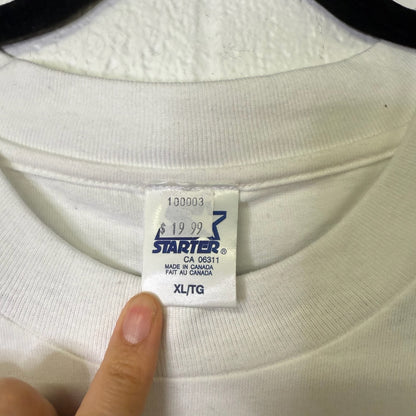 100003
$ 19 99
STARTER®
CA 06311
MADE IN CANADA
FAIT AU CANADA
XL/TG